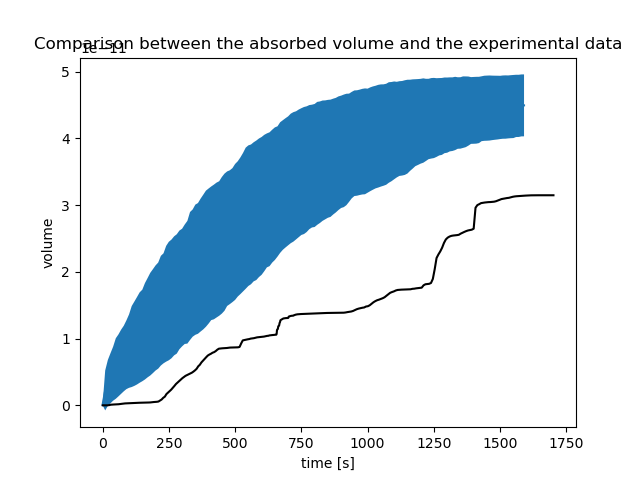 Comparison between the absorbed volume and the experimental data
1e−11
5
4
3
2
1
0
volume
0 250 500 750 1000 1250 1500 1750
time [s]